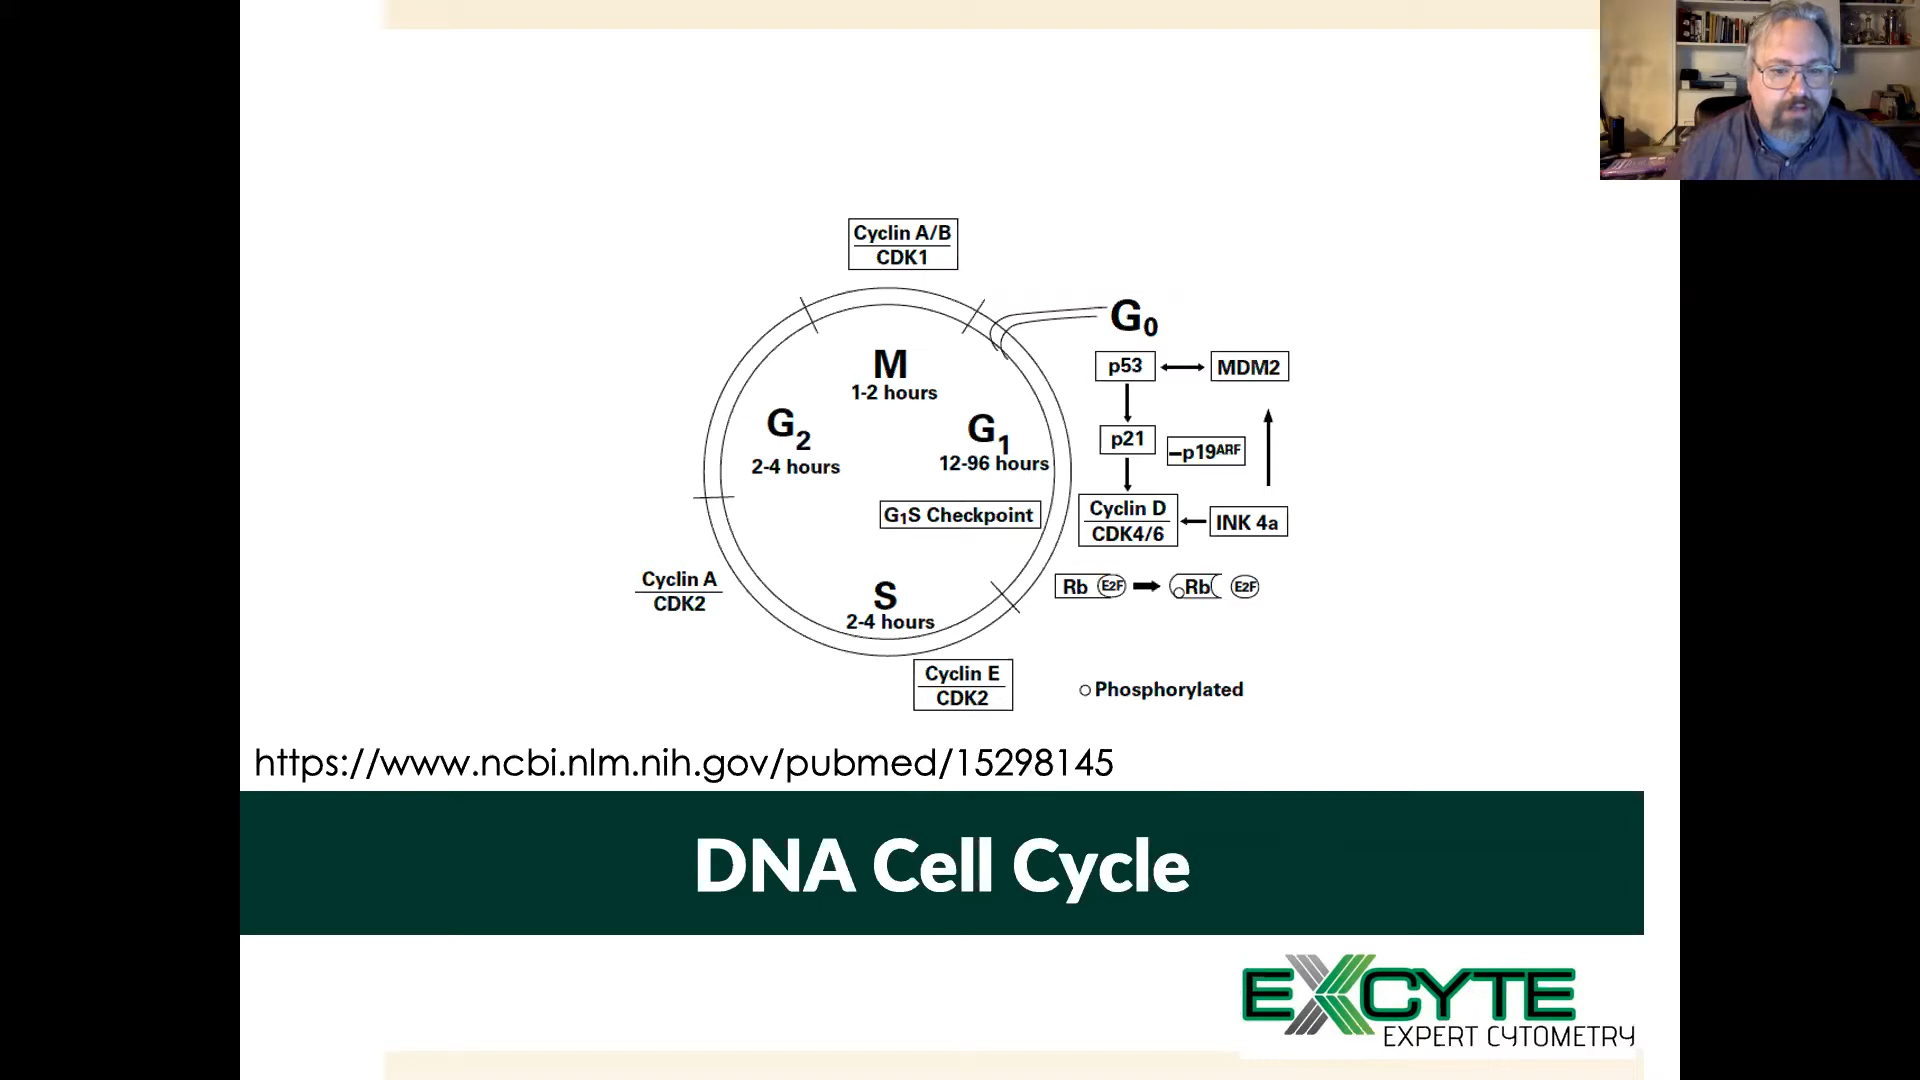 Cyclin A/B
CDK1
G0
p53
MDM2
M
1-2 hours
G2
2-4 hours
G1
12-96 hours
p21
–p19ARF
G1S Checkpoint
Cyclin D
CDK4/6
INK 4a
Cyclin A
CDK2
S
2-4 hours
Rb E2F
Rb E2F
Cyclin E
CDK2
Phosphorylated
https://www.ncbi.nlm.nih.gov/pubmed/15298145
DNA Cell Cycle
EXCYTE
EXPERT CYTOMETRY